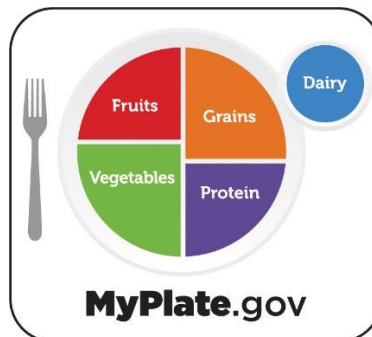 Fruits
Grains
Dairy
Vegetables
Protein
MyPlate.gov